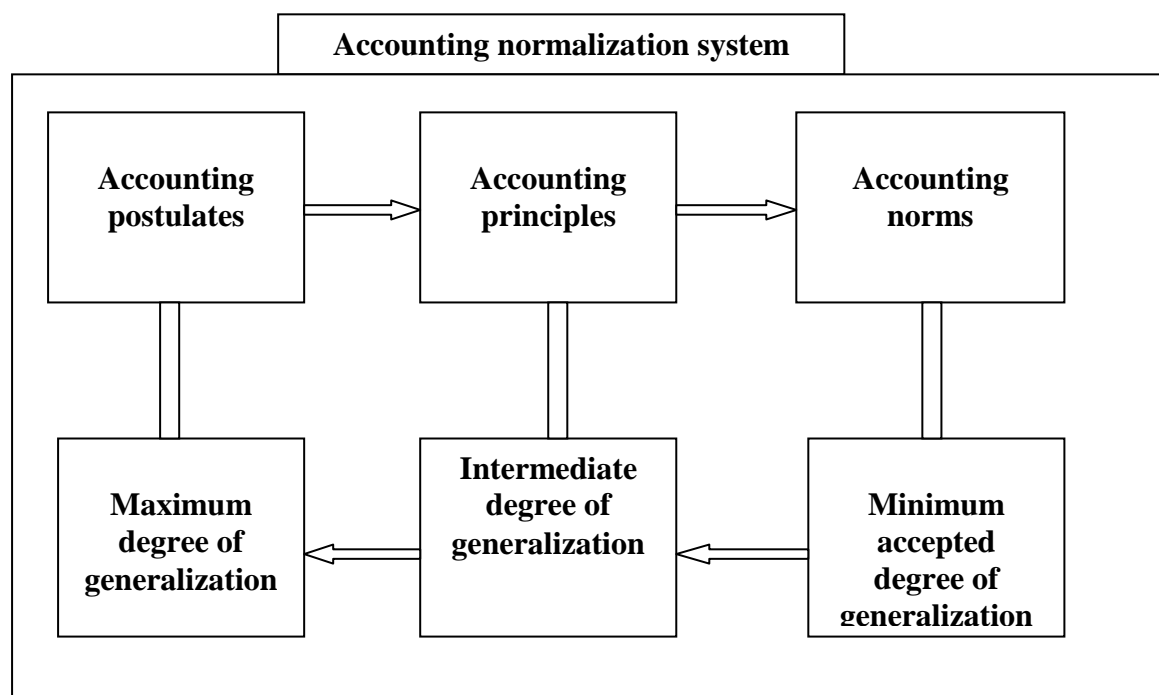 Accounting normalization system
Accounting
postulates
Accounting
principles
Accounting
norms
Maximum
degree of
generalization
Intermediate
degree of
generalization
Minimum
accepted
degree of
generalization